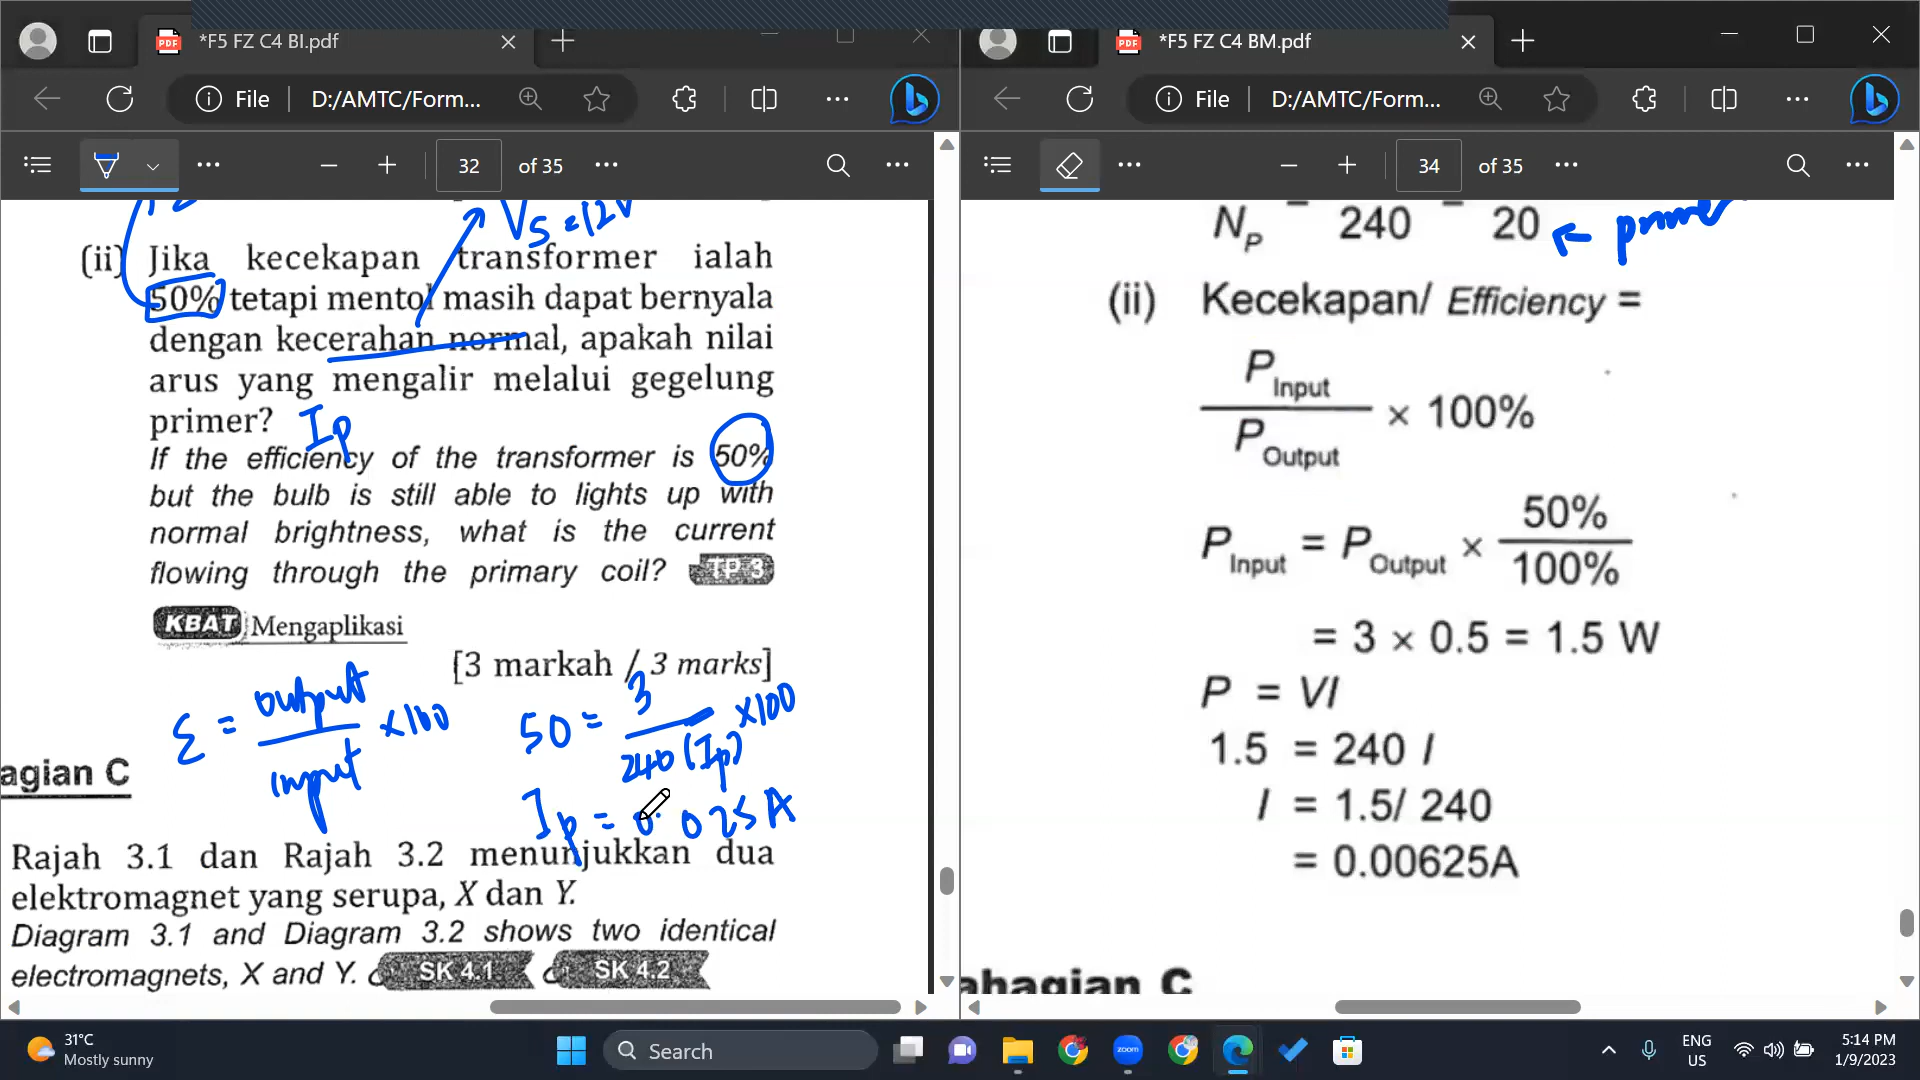 *F5 FZ C4 BI.pdf
File
D:/AMTC/Form...
32
of 35
Vs = 12V
(ii) Jika kecekapan transformer ialah
50% tetapi mentol masih dapat bernyala
dengan kecerahan normal, apakah nilai
arus yang mengalir melalui gegelung
primer?
Ip
If the efficiency of the transformer is 50%
but the bulb is still able to lights up with
normal brightness, what is the current
flowing through the primary coil? TP 3
KBAT Mengaplikasi
[3 markah / 3 marks]
Ɛ = output/input × 100
50 = 3/240 (Ip) × 100
Ip = 0.025 A
agian C
Rajah 3.1 dan Rajah 3.2 menunjukkan dua
elektromagnet yang serupa, X dan Y.
Diagram 3.1 and Diagram 3.2 shows two identical
electromagnets, X and Y. SK 4.1 SK 4.2
*F5 FZ C4 BM.pdf
File
D:/AMTC/Form...
34
of 35
NP = 240 = 20 ← primer
(ii) Kecekapan/ Efficiency =
PInput/POutput × 100%
PInput = POutput × 50%/100%
= 3 × 0.5 = 1.5 W
P = VI
1.5 = 240 I
I = 1.5/ 240
= 0.00625A
ahagian C
31°C
Mostly sunny
Search
zoom
ENG
US
5:14 PM
1/9/2023